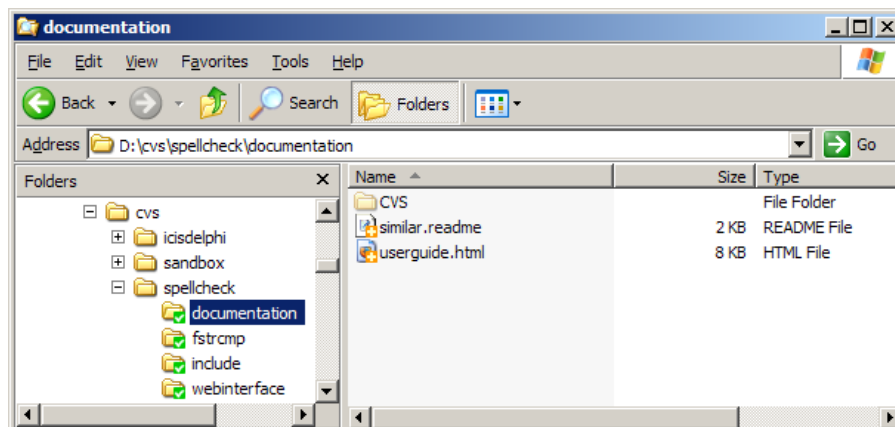 documentation
File Edit View Favorites Tools Help
Back Search Folders
Address D:\cvs\spellcheck\documentation Go
Folders x Name Size Type
cvs
icisdelphi
sandbox
spellcheck
documentation
fstrcmp
include
webinterface
CVS File Folder
similar.readme 2 KB README File
userguide.html 8 KB HTML File